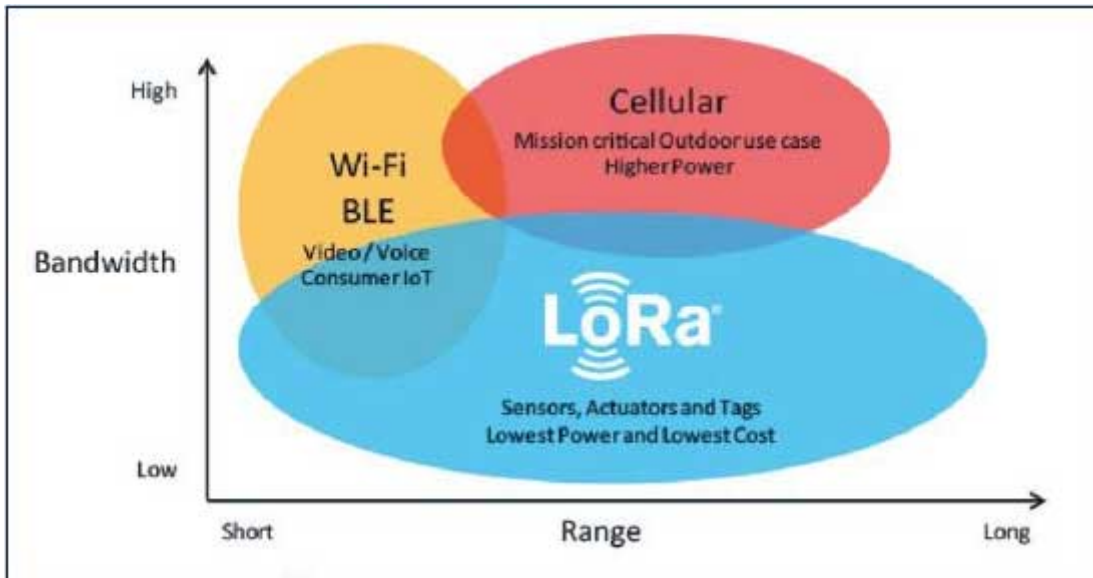 High
Cellular
Mission critical Outdoor use case
Higher Power
Wi-Fi
BLE
Video / Voice
Consumer IoT
Bandwidth
LoRa®
Sensors, Actuators and Tags
Lowest Power and Lowest Cost
Low
Short
Range
Long